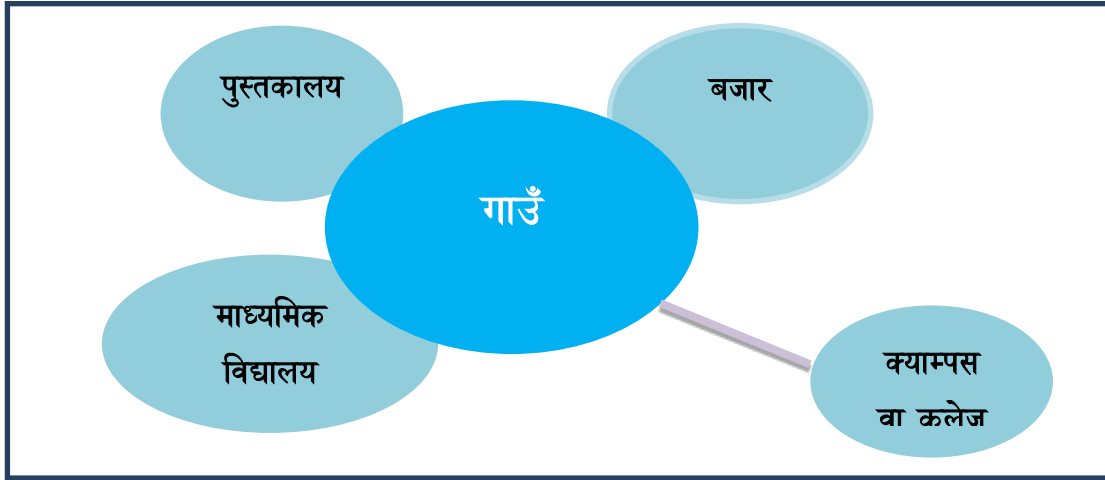 पुस्तकालय
बजार
गाउँ
माध्यमिक
विद्यालय
क्याम्पस
वा कलेज